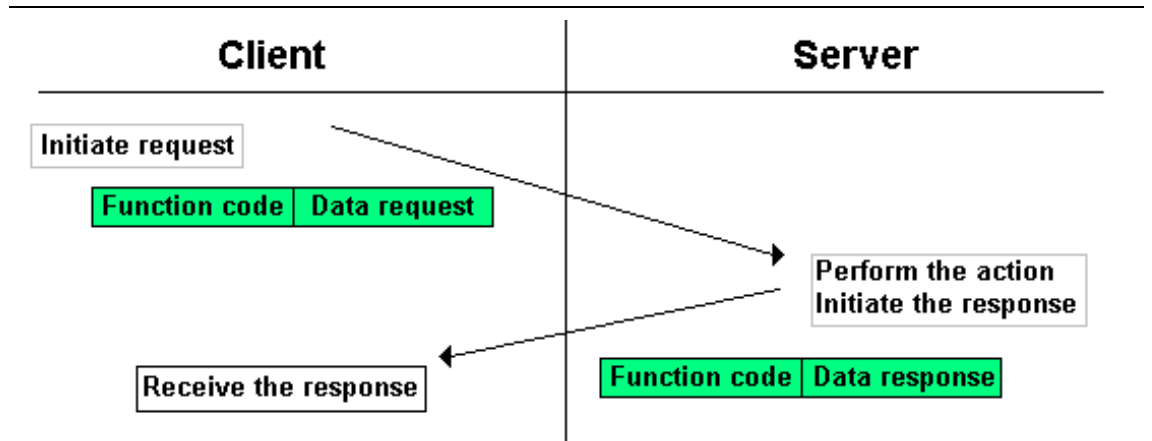 Client
Server
Initiate request
Function code
Data request
Perform the action
Initiate the response
Receive the response
Function code
Data response